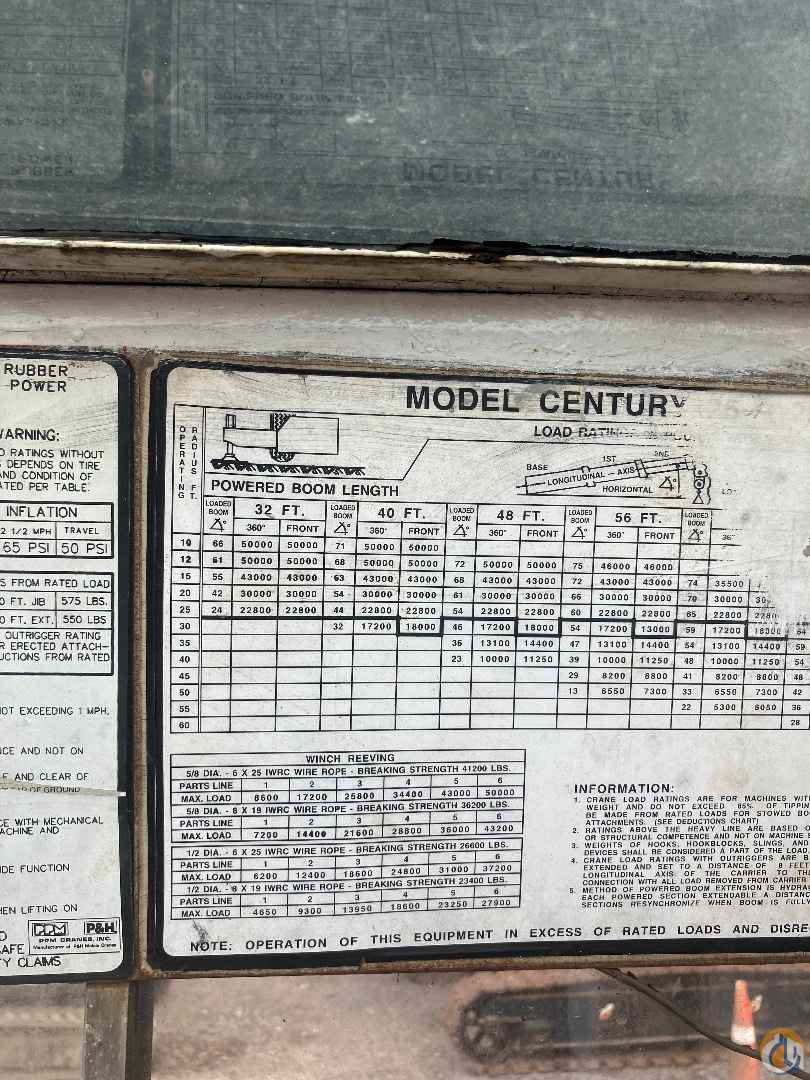 RUBBER
POWER
WARNING:
RATINGS WITHOUT
DEPENDS ON TIRE
AND CONDITION OF
RATED PER TABLE:
INFLATION
2 1/2 MPH TRAVEL
65 PSI 50 PSI
S FROM RATED LOAD
0 FT. JIB 575 LBS.
0 FT. EXT. 550 LBS
OUTRIGGER RATING
R ERECTED ATTACH-
UCTIONS FROM RATED
NOT EXCEEDING 1 MPH.
NCE AND NOT ON
AND CLEAR OF
OF GROUND
CE WITH MECHANICAL
MACHINE AND
IDE FUNCTION
HEN LIFTING ON
PPM P&H
PPM CRANES, INC.
Manufacturer of P&H Mobile Cranes
SAFE
TY CLAIMS
MODEL CENTURY
LOAD RATINGS
OPERATING RADIUS FT.
BASE 1ST 2ND
LONGITUDINAL - AXIS
HORIZONTAL
POWERED BOOM LENGTH
LOADED BOOM 32 FT. LOADED BOOM 40 FT. LOADED BOOM 48 FT. LOADED BOOM 56 FT. LOADED BOOM
360° FRONT 360° FRONT 360° FRONT 360° FRONT 36
10 66 50000 50000 71 50000 50000
12 61 50000 50000 68 50000 50000 72 50000 50000 75 46000 46000
15 55 43000 43000 63 43000 43000 68 43000 43000 72 43000 43000 74 35500
20 42 30000 30000 54 30000 30000 61 30000 30000 66 30000 30000 70 30000 30
25 24 22800 22800 44 22800 22800 54 22800 22800 60 22800 22800 65 22800 2280
30 32 17200 18000 46 17200 18000 54 17200 13000 59 17200 18000 64
35 36 13100 14400 47 13100 14400 54 13100 14400 59
40 23 10000 11250 39 10000 11250 48 10000 11250 54
45 29 8200 8800 41 8200 8800 48
50 13 6550 7300 33 6550 7300 42
55 22 5300 6050 36
60 28
WINCH REEVING
5/8 DIA. - 6 X 25 IWRC WIRE ROPE - BREAKING STRENGTH 41200 LBS.
PARTS LINE 1 2 3 4 5 6
MAX. LOAD 8600 17200 25800 34400 43000 50000
5/8 DIA. - 6 X 19 IWRC WIRE ROPE - BREAKING STRENGTH 36200 LBS.
PARTS LINE 1 2 3 4 5 6
MAX. LOAD 7200 14400 21600 28800 36000 43200
1/2 DIA. - 6 X 25 IWRC WIRE ROPE - BREAKING STRENGTH 26600 LBS.
PARTS LINE 1 2 3 4 5 6
MAX. LOAD 6200 12400 18600 24800 31000 37200
1/2 DIA. - 6 X 19 IWRC WIRE ROPE - BREAKING STRENGTH 23400 LBS.
PARTS LINE 1 2 3 4 5 6
MAX. LOAD 4650 9300 13950 18600 23250 27900
INFORMATION:
1. CRANE LOAD RATINGS ARE FOR MACHINES WITH
WEIGHT AND DO NOT EXCEED 85% OF TIPPIN
BE MADE FROM RATED LOADS FOR STOWED BO
ATTACHMENTS (SEE DEDUCTIONS CHART)
2. RATINGS ABOVE THE HEAVY LINE ARE BASED O
OR STRUCTURAL COMPETENCE AND NOT ON MACHINE
3. WEIGHTS OF HOOKS, HOOKBLOCKS, SLINGS, AND
DEVICES SHALL BE CONSIDERED A PART OF THE LOAD.
4. CRANE LOAD RATINGS WITH OUTRIGGERS ARE B
EXTENDED AND SET TO A DISTANCE OF 8 FEET
LONGITUDINAL AXIS OF THE CARRIER TO THE
CONNECTION WITH ALL LOAD REMOVED FROM CARRIER
5. METHOD OF POWERED BOOM EXTENSION IS HYDRA
EACH POWERED SECTION EXTENDABLE A DISTANC
SECTIONS RESYNCHRONIZE WHEN BOOM IS FULLY
NOTE: OPERATION OF THIS EQUIPMENT IN EXCESS OF RATED LOADS AND DISRE